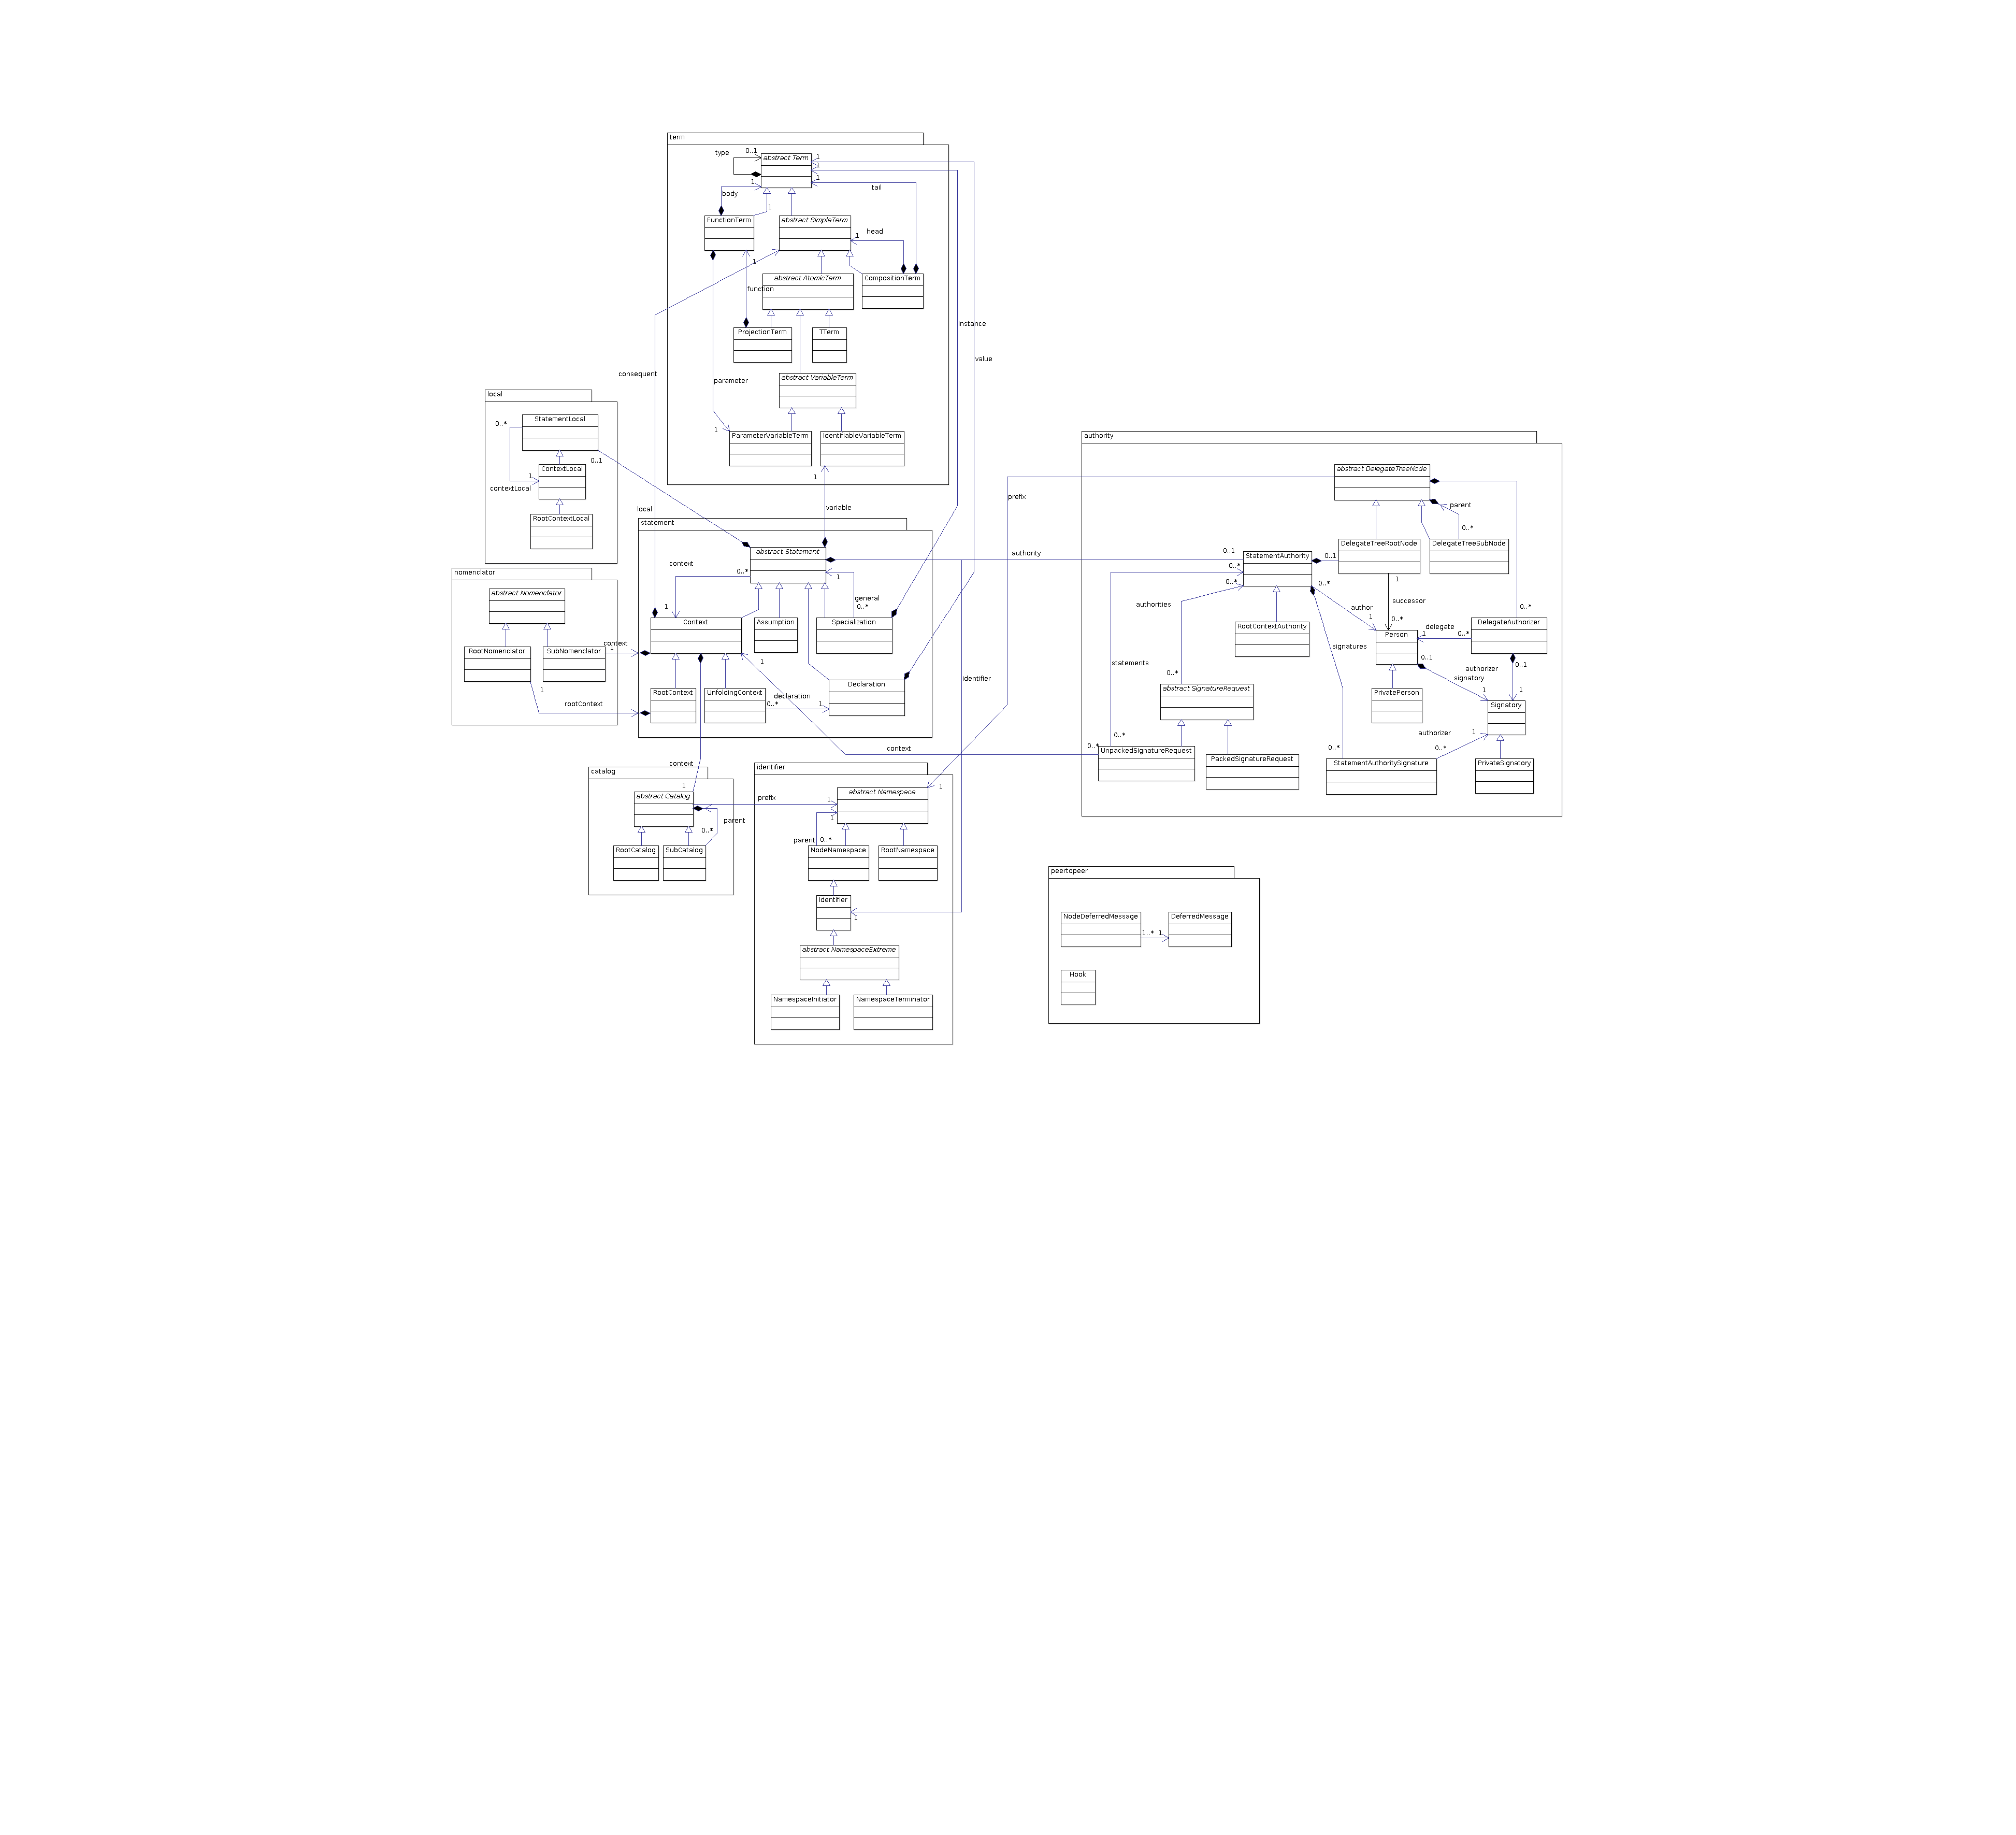 term
type
0..1
abstract Term
1
1
1
1
body
tail
1
FunctionTerm
abstract SimpleTerm
head
1
1
abstract AtomicTerm
CompositionTerm
function
ProjectionTerm
TTerm
instance
value
consequent
parameter
abstract VariableTerm
1
ParameterVariableTerm
IdentifiableVariableTerm
1
variable
local
StatementLocal
0..*
0..1
ContextLocal
1
contextLocal
RootContextLocal
local
statement
abstract Statement
context
0..*
1
general
0..*
1
Context
Assumption
Specialization
1
Declaration
RootContext
UnfoldingContext
declaration
0..*
1
nomenclator
abstract Nomenclator
RootNomenclator
SubNomenclator
context
1
1
rootContext
authority
identifier
prefix
context
authority
abstract DelegateTreeNode
parent
0..*
DelegateTreeRootNode
DelegateTreeSubNode
0..1
StatementAuthority
0..1
0..*
0..*
0..*
1
authorities
author
successor
0..*
1
0..*
RootContextAuthority
Person
delegate
1
0..*
DelegateAuthorizer
signatures
statements
0..1
0..1
authorizer
signatory
1
1
0..*
abstract SignatureRequest
PrivatePerson
Signatory
0..*
0..*
UnpackedSignatureRequest
PackedSignatureRequest
authorizer
1
0..*
0..*
StatementAuthoritySignature
PrivateSignatory
context
catalog
1
abstract Catalog
prefix
parent
0..*
RootCatalog
SubCatalog
identifier
abstract Namespace
1
1
1
parent
0..*
NodeNamespace
RootNamespace
Identifier
1
abstract NamespaceExtreme
NamespaceInitiator
NamespaceTerminator
peertopeer
NodeDeferredMessage
DeferredMessage
1..*
1
Hook